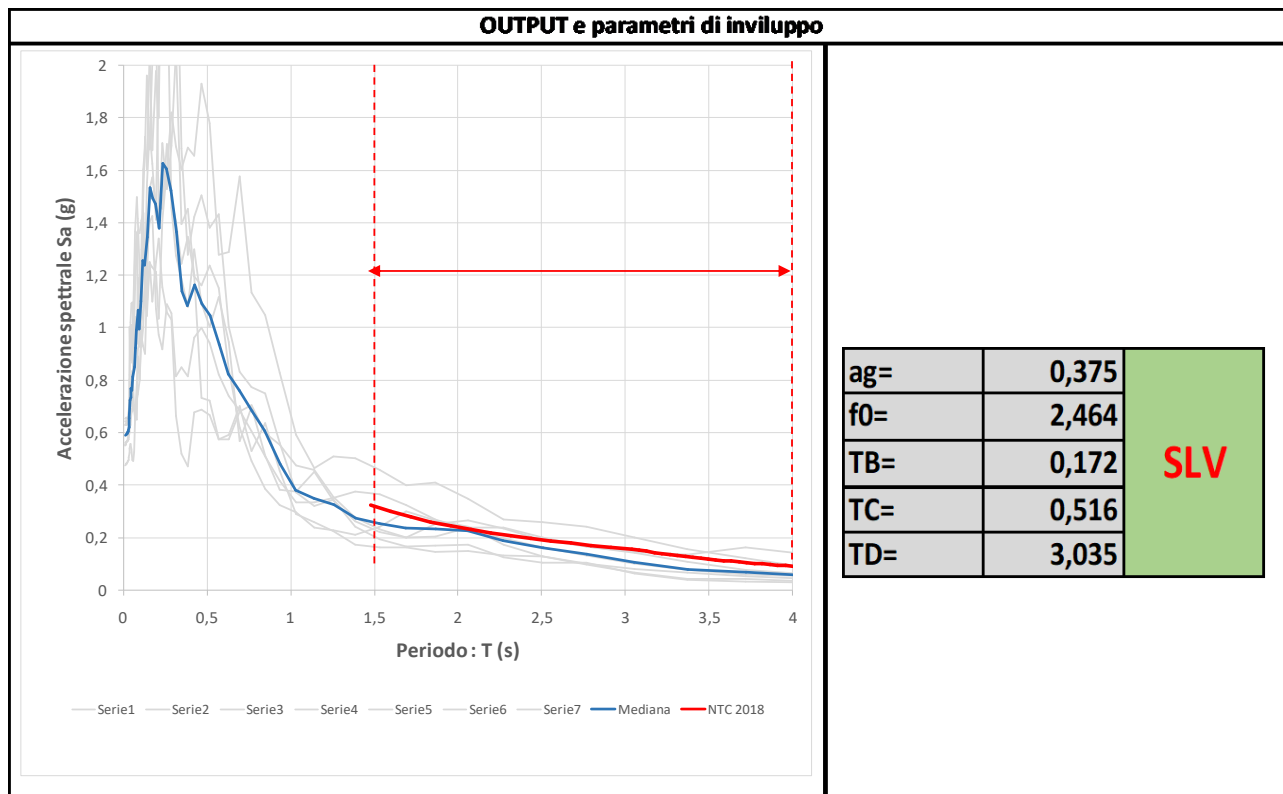 OUTPUT e parametri di inviluppo
Accelerazione spettrale Sa (g)
2
1,8
1,6
1,4
1,2
1
0,8
0,6
0,4
0,2
0
0 0,5 1 1,5 2 2,5 3 3,5 4
Periodo : T (s)
Serie1 Serie2 Serie3 Serie4 Serie5 Serie6 Serie7 Mediana NTC 2018
ag= 0,375
f0= 2,464
TB= 0,172
TC= 0,516
TD= 3,035
SLV